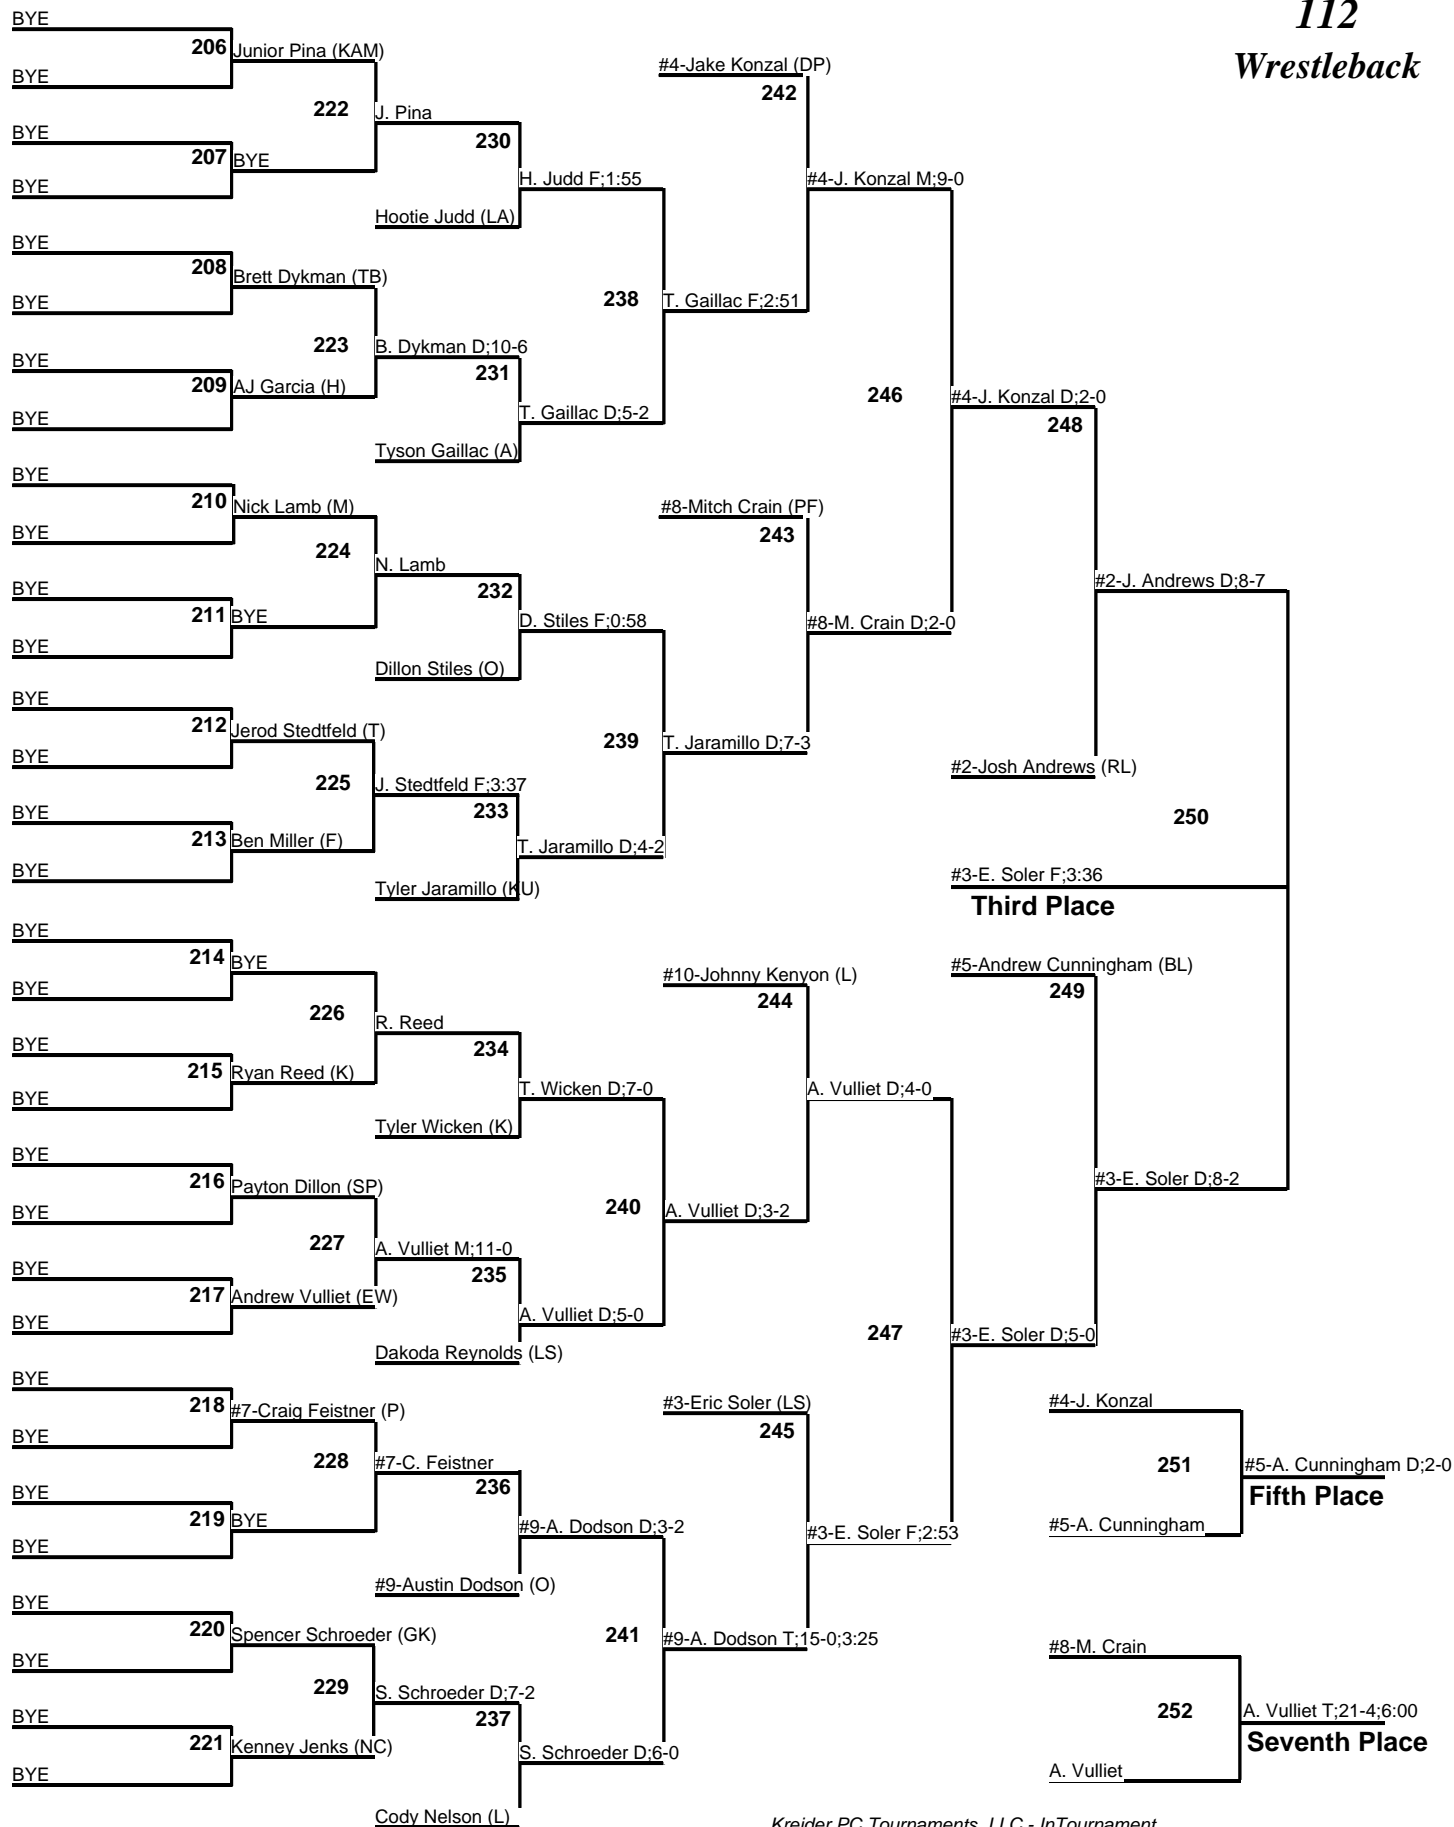 112
Wrestleback
BYE
206
Junior Pina (KAM)
BYE
222
J. Pina
BYE
207
BYE
BYE
230
H. Judd F;1:55
Hootie Judd (LA)
BYE
208
Brett Dykman (TB)
BYE
223
B. Dykman D;10-6
BYE
209
AJ Garcia (H)
BYE
231
T. Gaillac D;5-2
Tyson Gaillac (A)
238
T. Gaillac F;2:51
#4-Jake Konzal (DP)
242
#4-J. Konzal M;9-0
BYE
210
Nick Lamb (M)
BYE
224
N. Lamb
BYE
211
BYE
BYE
232
D. Stiles F;0:58
Dillon Stiles (O)
BYE
212
Jerod Stedtfeld (T)
BYE
225
J. Stedtfeld F;3:37
BYE
213
Ben Miller (F)
BYE
233
T. Jaramillo D;4-2
Tyler Jaramillo (KU)
239
T. Jaramillo D;7-3
#8-Mitch Crain (PF)
243
#8-M. Crain D;2-0
246
#4-J. Konzal D;2-0
248
#2-J. Andrews D;8-7
#2-Josh Andrews (RL)
250
#3-E. Soler F;3:36
Third Place
BYE
214
BYE
BYE
226
R. Reed
BYE
215
Ryan Reed (K)
BYE
234
T. Wicken D;7-0
Tyler Wicken (K)
BYE
216
Payton Dillon (SP)
BYE
227
A. Vulliet M;11-0
BYE
217
Andrew Vulliet (EW)
BYE
235
A. Vulliet D;5-0
Dakoda Reynolds (LS)
240
A. Vulliet D;3-2
#10-Johnny Kenyon (L)
244
A. Vulliet D;4-0
BYE
218
#7-Craig Feistner (P)
BYE
228
#7-C. Feistner
BYE
219
BYE
BYE
236
#9-A. Dodson D;3-2
#9-Austin Dodson (O)
BYE
220
Spencer Schroeder (GK)
BYE
229
S. Schroeder D;7-2
BYE
221
Kenney Jenks (NC)
BYE
237
S. Schroeder D;6-0
Cody Nelson (L)
241
#9-A. Dodson T;15-0;3:25
#3-Eric Soler (LS)
245
#3-E. Soler F;2:53
247
#3-E. Soler D;5-0
#5-Andrew Cunningham (BL)
249
#3-E. Soler D;8-2
#4-J. Konzal
251
#5-A. Cunningham D;2-0
Fifth Place
#5-A. Cunningham
#8-M. Crain
252
A. Vulliet T;21-4;6:00
Seventh Place
A. Vulliet
Kreider PC Tournaments, LLC - InTournament